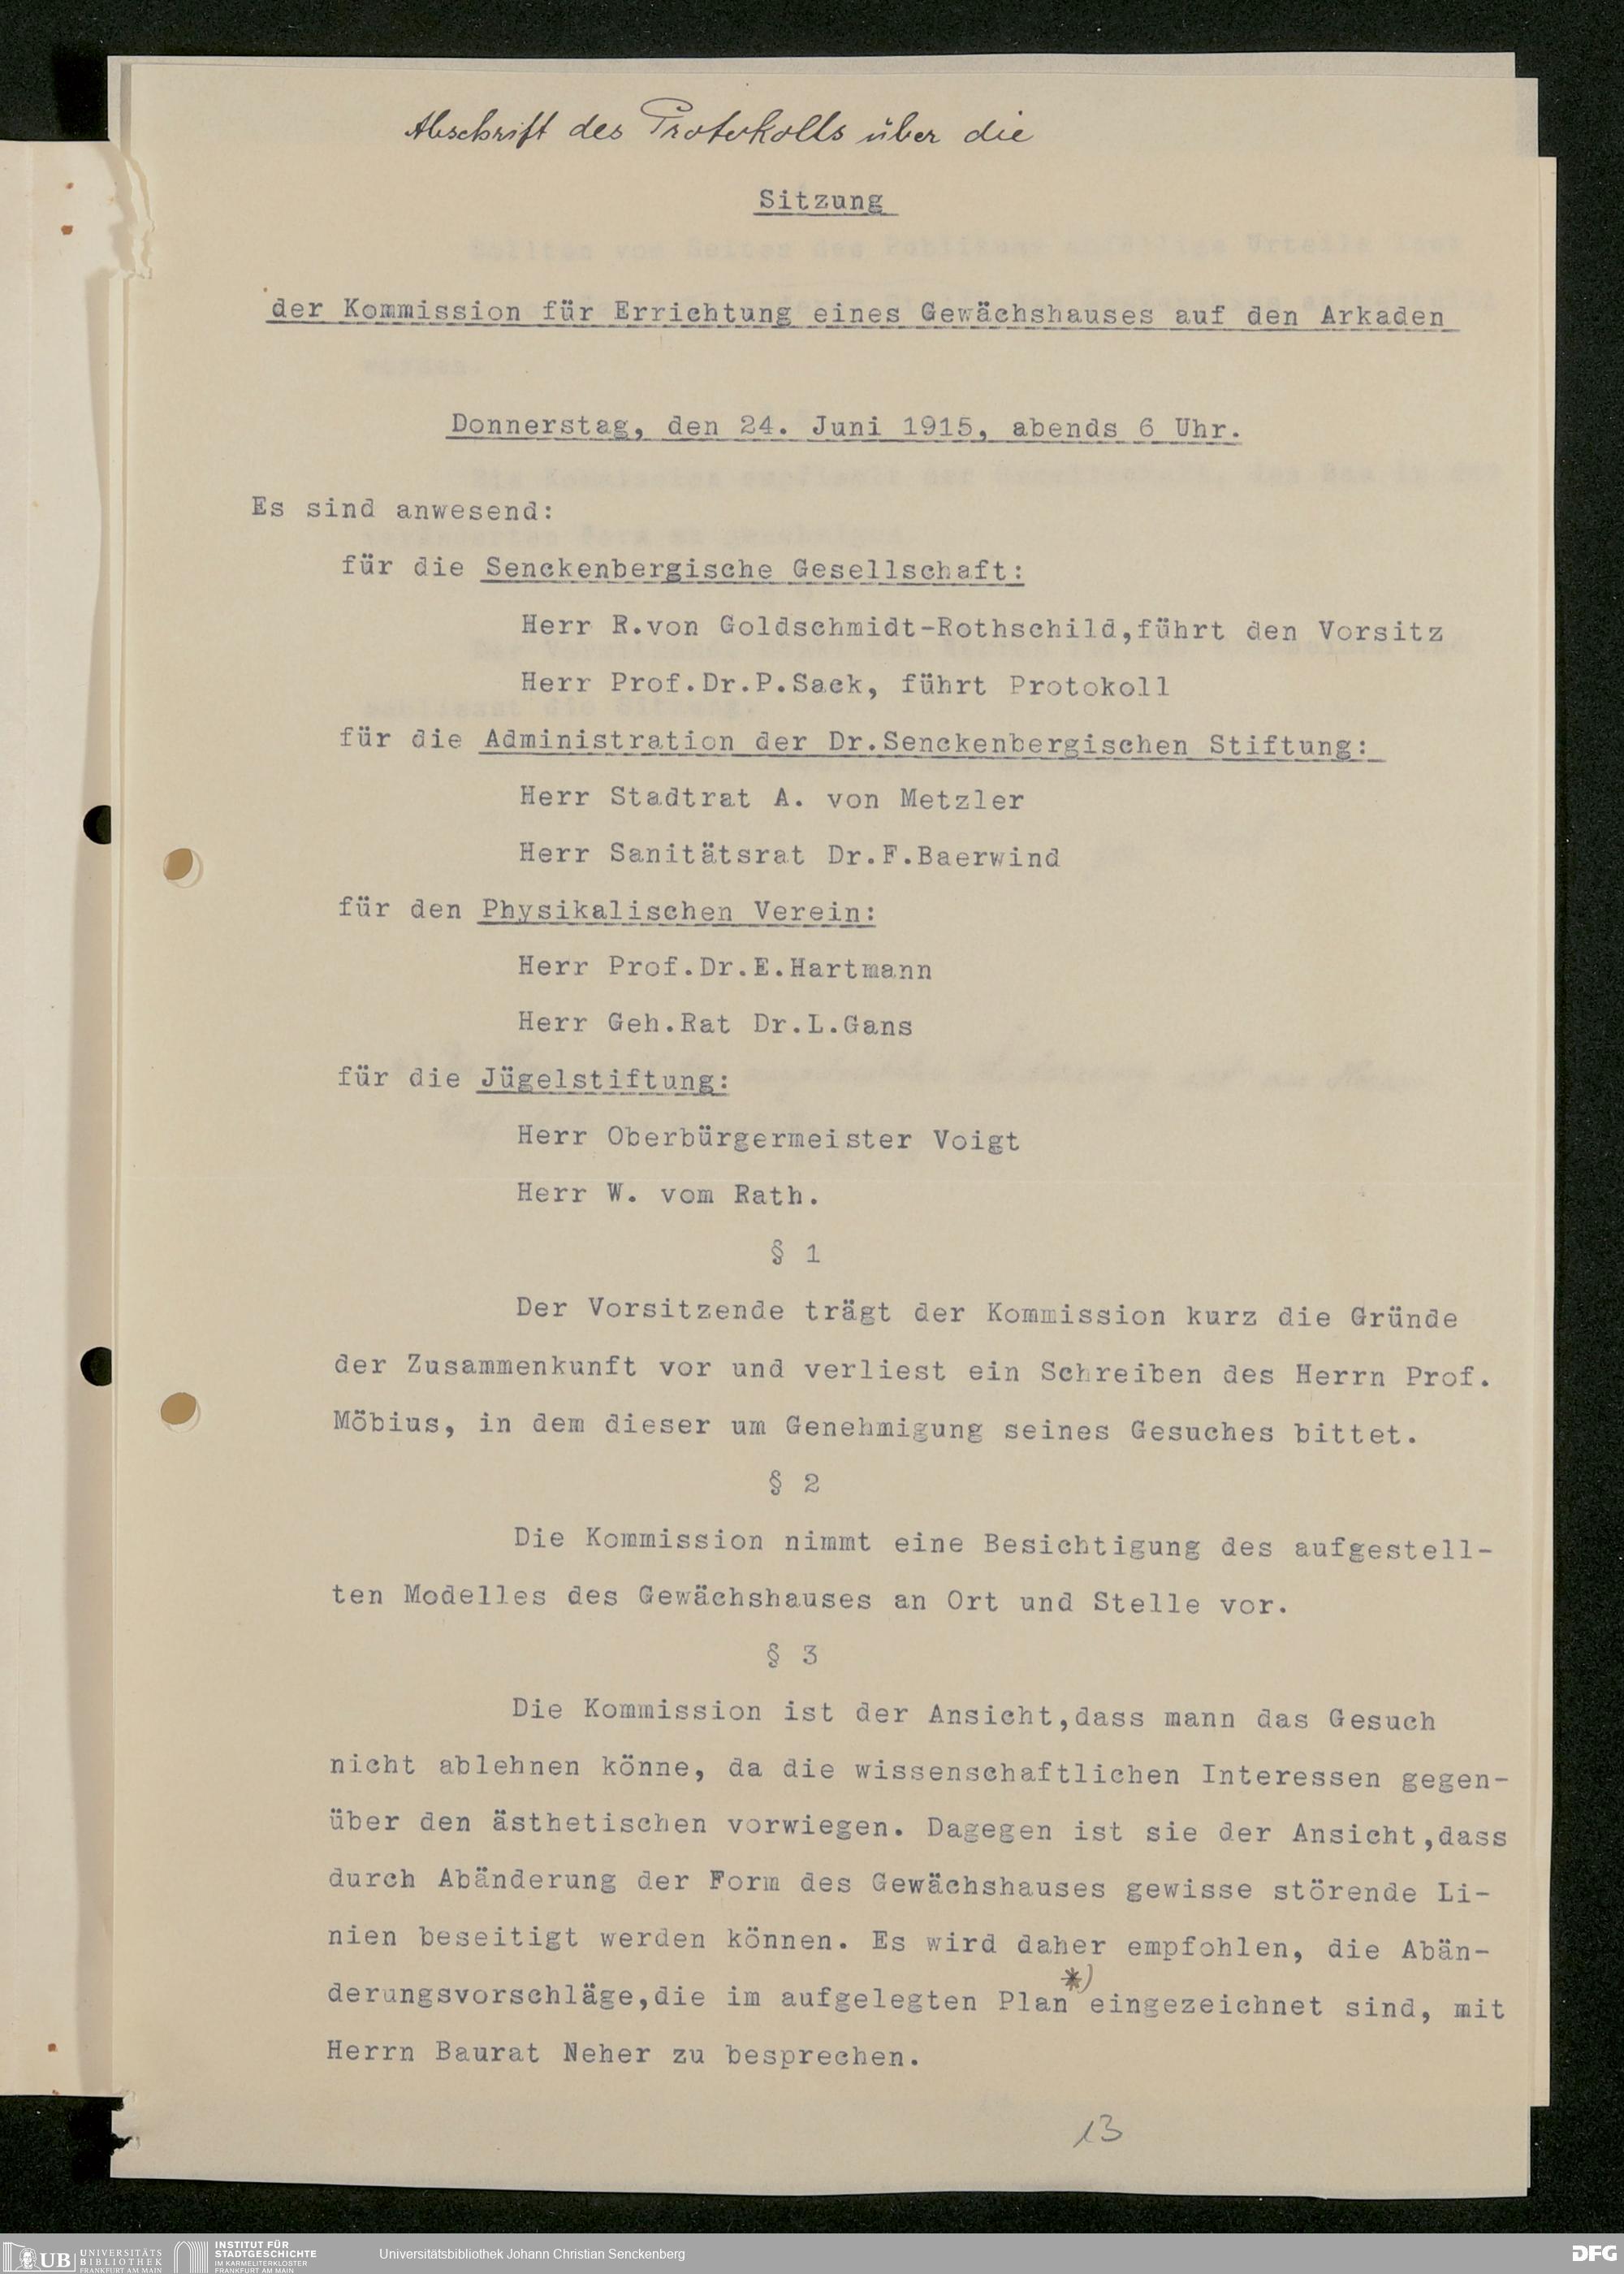 Abschrift des Protokolls über die
Sitzung
der Kommission für Errichtung eines Gewächshauses auf den Arkaden
Donnerstag, den 24. Juni 1915, abends 6 Uhr.
Es sind anwesend:
für die Senckenbergische Gesellschaft:
Herr R.von Goldschmidt-Rothschild,führt den Vorsitz
Herr Prof.Dr.P.Sack, führt Protokoll
für die Administration der Dr.Senckenbergischen Stiftung:
Herr Stadtrat A. von Metzler
Herr Sanitätsrat Dr.F.Baerwind
für den Physikalischen Verein:
Herr Prof.Dr.E.Hartmann
Herr Geh.Rat Dr.L.Gans
für die Jügelstiftung:
Herr Oberbürgermeister Voigt
Herr W. vom Rath.
§ 1
Der Vorsitzende trägt der Kommission kurz die Gründe
der Zusammenkunft vor und verliest ein Schreiben des Herrn Prof.
Möbius, in dem dieser um Genehmigung seines Gesuches bittet.
§ 2
Die Kommission nimmt eine Besichtigung des aufgestell-
ten Modelles des Gewächshauses an Ort und Stelle vor.
§ 3
Die Kommission ist der Ansicht,dass mann das Gesuch
nicht ablehnen könne, da die wissenschaftlichen Interessen gegen-
über den ästhetischen vorwiegen. Dagegen ist sie der Ansicht,dass
durch Abänderung der Form des Gewächshauses gewisse störende Li-
nien beseitigt werden können. Es wird daher empfohlen, die Abän-
derungsvorschläge,die im aufgelegten Plan *) eingezeichnet sind, mit
Herrn Baurat Neher zu besprechen.
13
UB UNIVERSITÄTS BIBLIOTHEK FRANKFURT AM MAIN
INSTITUT FÜR STADTGESCHICHTE IM KARMELITERKLOSTER FRANKFURT AM MAIN
Universitätsbibliothek Johann Christian Senckenberg
DFG